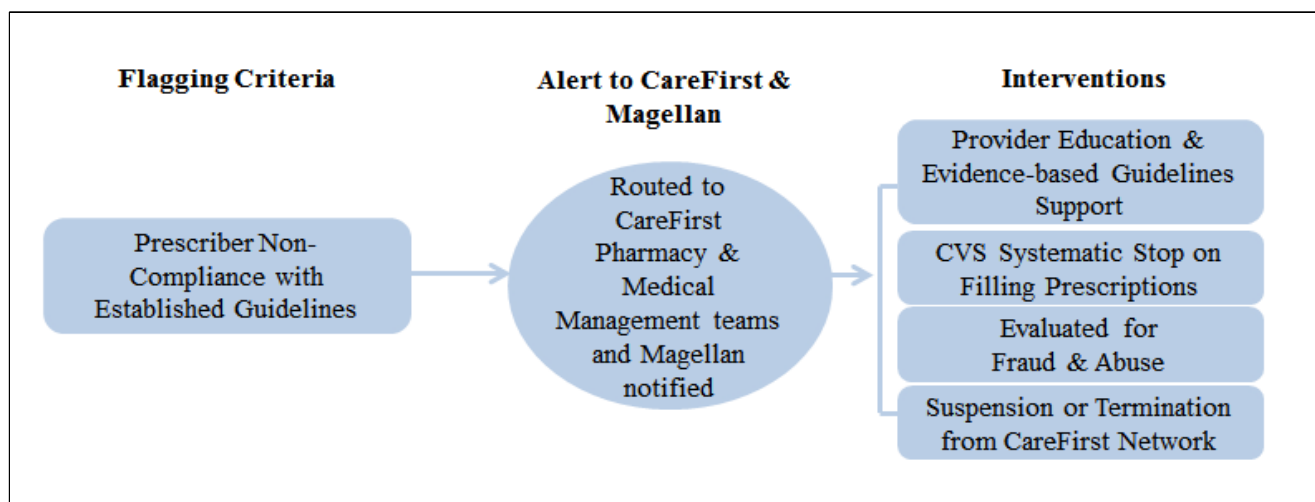 Flagging Criteria
Alert to CareFirst &
Magellan
Interventions
Prescriber Non-
Compliance with
Established Guidelines
Routed to
CareFirst
Pharmacy &
Medical
Management teams
and Magellan
notified
Provider Education &
Evidence-based Guidelines
Support
CVS Systematic Stop on
Filling Prescriptions
Evaluated for
Fraud & Abuse
Suspension or Termination
from CareFirst Network